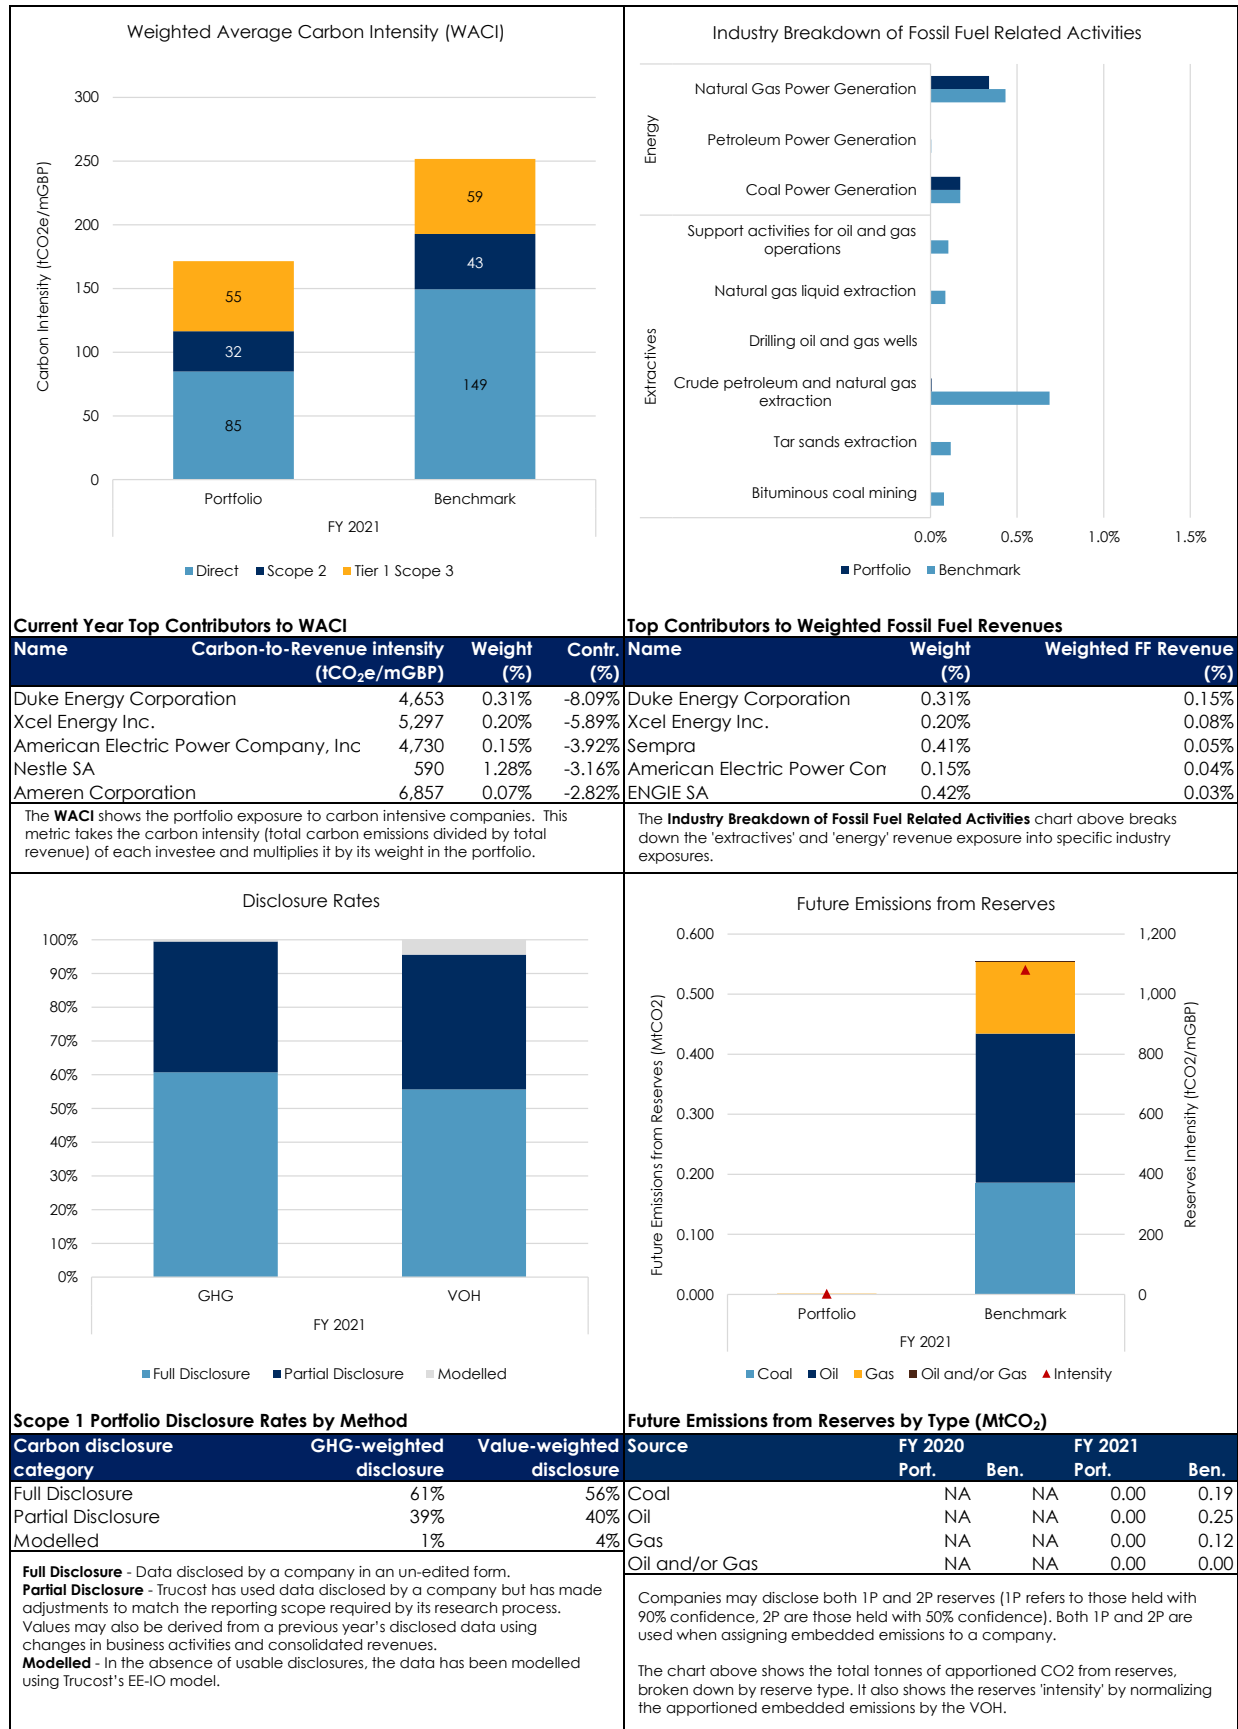 Weighted Average Carbon Intensity (WACI)
Carbon Intensity (tCO2e/mGBP)
300
250
200
150
100
50
0
55
32
85
59
43
149
Portfolio
Benchmark
FY 2021
Direct
Scope 2
Tier 1 Scope 3
Industry Breakdown of Fossil Fuel Related Activities
Energy
Natural Gas Power Generation
Petroleum Power Generation
Coal Power Generation
Extractives
Support activities for oil and gas
operations
Natural gas liquid extraction
Drilling oil and gas wells
Crude petroleum and natural gas
extraction
Tar sands extraction
Bituminous coal mining
0.0% 0.5% 1.0% 1.5%
Portfolio
Benchmark
Current Year Top Contributors to WACI
Name Carbon-to-Revenue intensity Weight Contr.
(tCO₂e/mGBP) (%) (%)
Duke Energy Corporation 4,653 0.31% -8.09%
Xcel Energy Inc. 5,297 0.20% -5.89%
American Electric Power Company, Inc 4,730 0.15% -3.92%
Nestle SA 590 1.28% -3.16%
Ameren Corporation 6,857 0.07% -2.82%
The WACI shows the portfolio exposure to carbon intensive companies. This
metric takes the carbon intensity (total carbon emissions divided by total
revenue) of each investee and multiplies it by its weight in the portfolio.
Top Contributors to Weighted Fossil Fuel Revenues
Name Weight Weighted FF Revenue
(%) (%)
Duke Energy Corporation 0.31% 0.15%
Xcel Energy Inc. 0.20% 0.08%
Sempra 0.41% 0.05%
American Electric Power Com 0.15% 0.04%
ENGIE SA 0.42% 0.03%
The Industry Breakdown of Fossil Fuel Related Activities chart above breaks
down the 'extractives' and 'energy' revenue exposure into specific industry
exposures.
Disclosure Rates
100%
90%
80%
70%
60%
50%
40%
30%
20%
10%
0%
GHG
VOH
FY 2021
Full Disclosure
Partial Disclosure
Modelled
Future Emissions from Reserves
Future Emissions from Reserves (MtCO2)
0.600
0.500
0.400
0.300
0.200
0.100
0.000
1,200
1,000
800
600
400
200
0
Reserves Intensity (tCO2/mGBP)
Portfolio
Benchmark
FY 2021
Coal
Oil
Gas
Oil and/or Gas
Intensity
Scope 1 Portfolio Disclosure Rates by Method
Carbon disclosure GHG-weighted Value-weighted
category disclosure disclosure
Full Disclosure 61% 56%
Partial Disclosure 39% 40%
Modelled 1% 4%
Full Disclosure - Data disclosed by a company in an un-edited form.
Partial Disclosure - Trucost has used data disclosed by a company but has made
adjustments to match the reporting scope required by its research process.
Values may also be derived from a previous year's disclosed data using
changes in business activities and consolidated revenues.
Modelled - In the absence of usable disclosures, the data has been modelled
using Trucost's EE-IO model.
Future Emissions from Reserves by Type (MtCO₂)
Source FY 2020 FY 2021
Port. Ben. Port. Ben.
Coal NA NA 0.00 0.19
Oil NA NA 0.00 0.25
Gas NA NA 0.00 0.12
Oil and/or Gas NA NA 0.00 0.00
Companies may disclose both 1P and 2P reserves (1P refers to those held with
90% confidence, 2P are those held with 50% confidence). Both 1P and 2P are
used when assigning embedded emissions to a company.
The chart above shows the total tonnes of apportioned CO2 from reserves,
broken down by reserve type. It also shows the reserves 'intensity' by normalizing
the apportioned embedded emissions by the VOH.